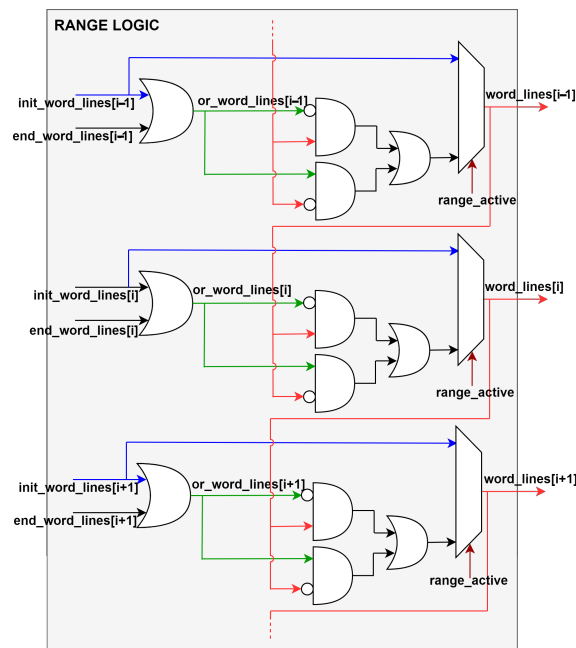 RANGE LOGIC
init_word_lines[i-1]
or_word_lines[i-1]
word_lines[i-1]
end_word_lines[i-1]
range_active
init_word_lines[i]
or_word_lines[i]
word_lines[i]
end_word_lines[i]
range_active
init_word_lines[i+1]
or_word_lines[i+1]
word_lines[i+1]
end_word_lines[i+1]
range_active